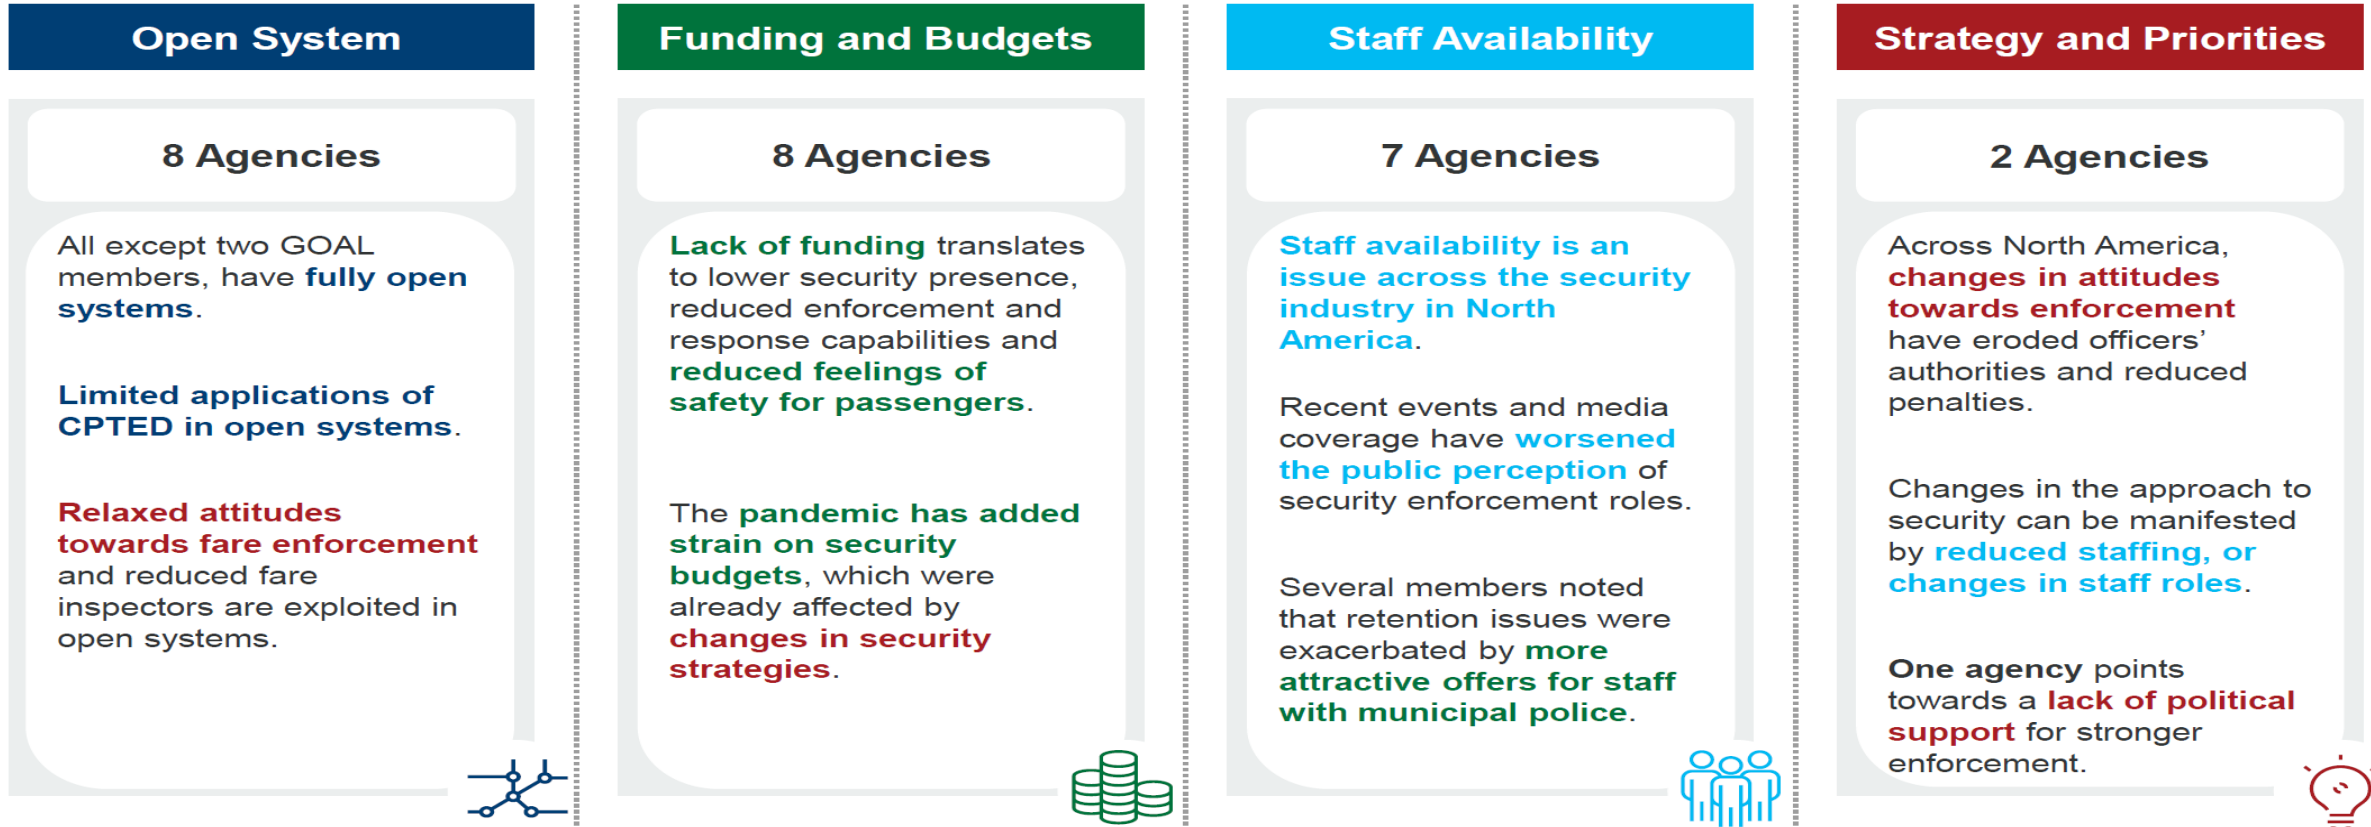 Open System
8 Agencies
All except two GOAL
members, have fully open
systems.
Limited applications of
CPTED in open systems.
Relaxed attitudes
towards fare enforcement
and reduced fare
inspectors are exploited in
open systems.
Funding and Budgets
8 Agencies
Lack of funding translates
to lower security presence,
reduced enforcement and
response capabilities and
reduced feelings of
safety for passengers.
The pandemic has added
strain on security
budgets, which were
already affected by
changes in security
strategies.
Staff Availability
7 Agencies
Staff availability is an
issue across the security
industry in North
America.
Recent events and media
coverage have worsened
the public perception of
security enforcement roles.
Several members noted
that retention issues were
exacerbated by more
attractive offers for staff
with municipal police.
Strategy and Priorities
2 Agencies
Across North America,
changes in attitudes
towards enforcement
have eroded officers’
authorities and reduced
penalties.
Changes in the approach to
security can be manifested
by reduced staffing, or
changes in staff roles.
One agency points
towards a lack of political
support for stronger
enforcement.